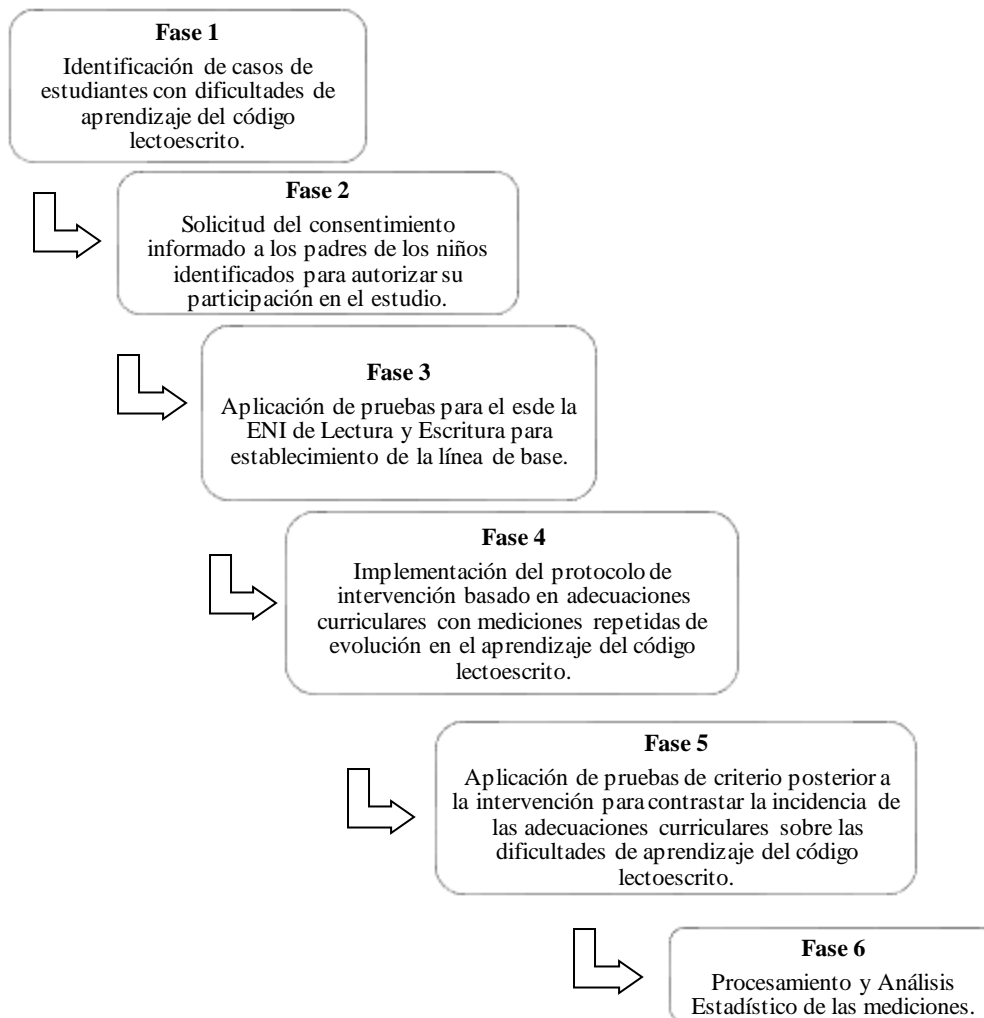 Fase 1
Identificación de casos de
estudiantes con dificultades de
aprendizaje del código
lectoescrito.
Fase 2
Solicitud del consentimiento
informado a los padres de los niños
identificados para autorizar su
participación en el estudio.
Fase 3
Aplicación de pruebas para el esde la
ENI de Lectura y Escritura para
establecimiento de la línea de base.
Fase 4
Implementación del protocolo de
intervención basado en adecuaciones
curriculares con mediciones repetidas de
evolución en el aprendizaje del código
lectoescrito.
Fase 5
Aplicación de pruebas de criterio posterior a
la intervención para contrastar la incidencia de
las adecuaciones curriculares sobre las
dificultades de aprendizaje del código
lectoescrito.
Fase 6
Procesamiento y Análisis
Estadístico de las mediciones.